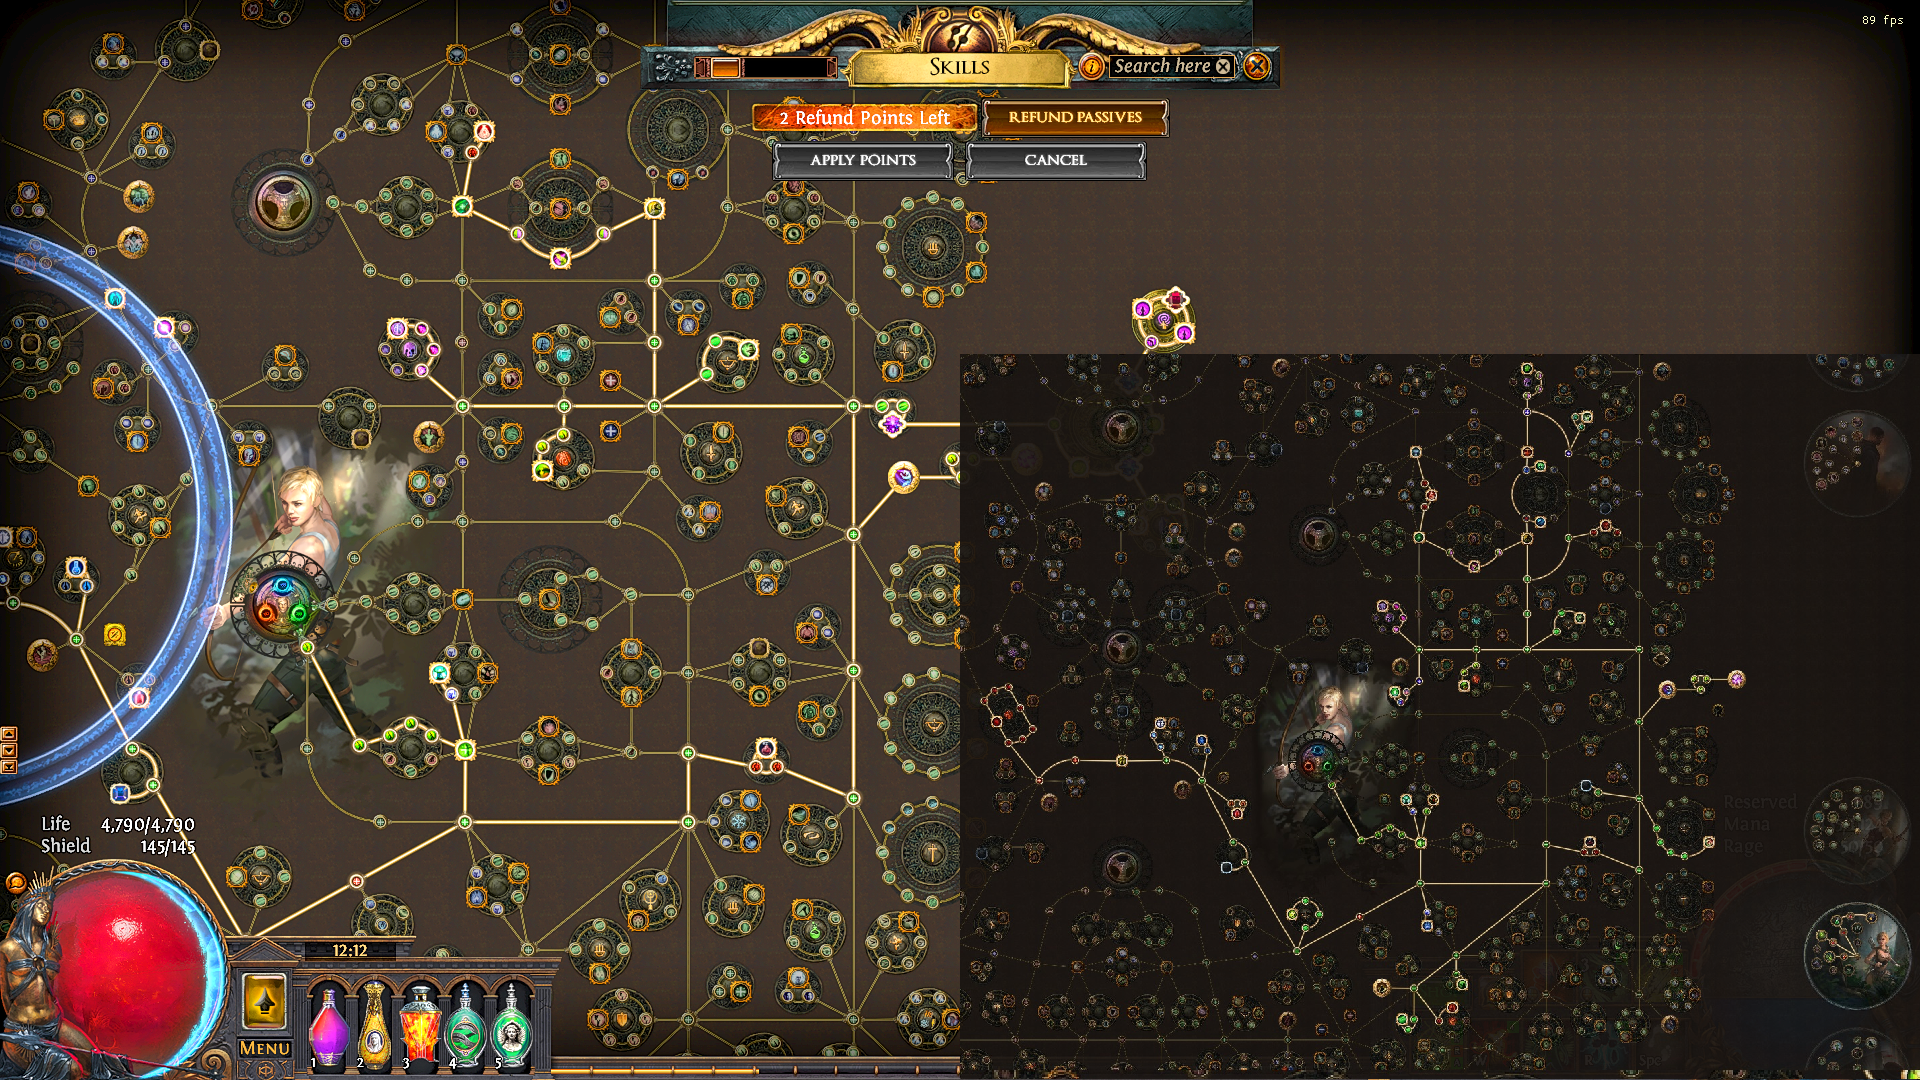 89 fps
SKILLS
Search here
2 Refund Points Left
REFUND PASSIVES
APPLY POINTS
CANCEL
Reserved
Mana
Rage
Life 4,790/4,790
Shield 145/145
12:12
MENU
1 2 3 4 5